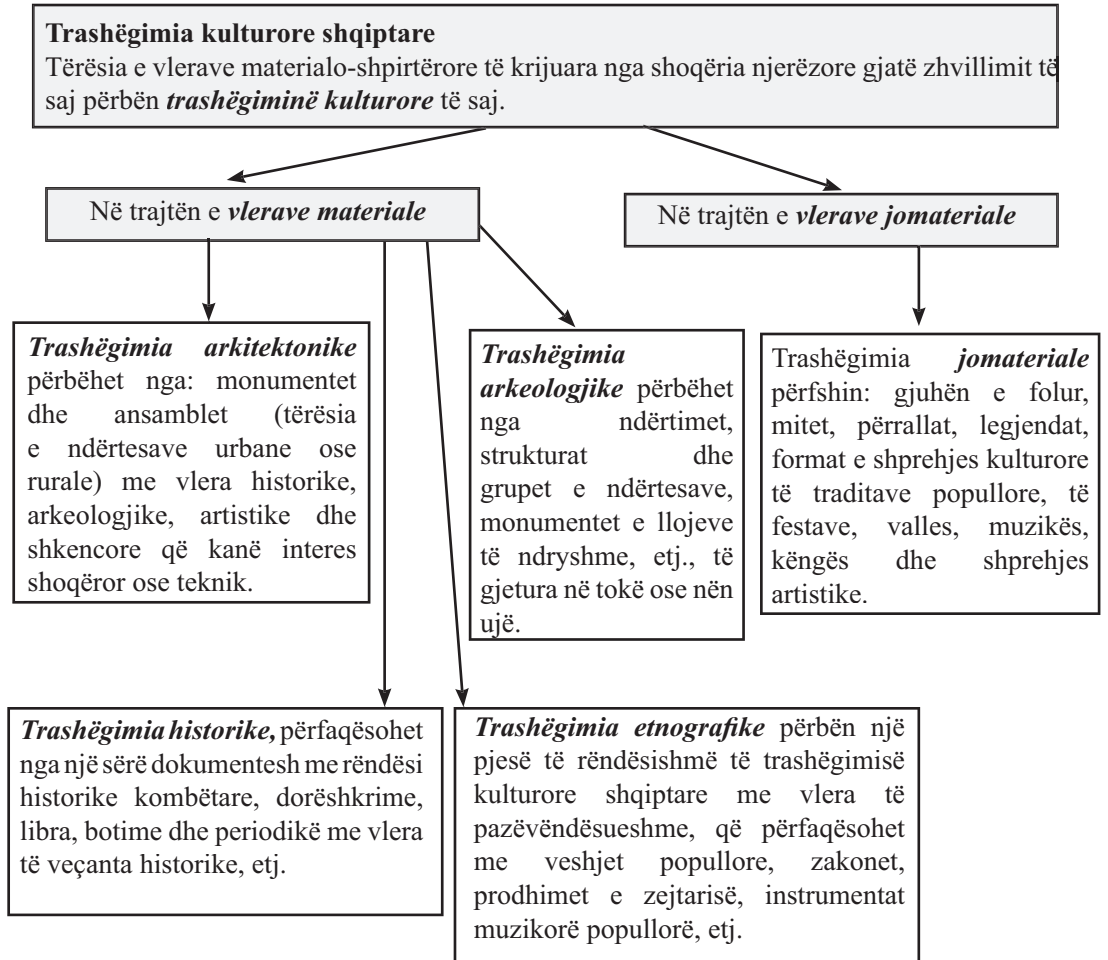 Trashëgimia kulturore shqiptare
Tërësia e vlerave materialo-shpirtërore të krijuara nga shoqëria njerëzore gjatë zhvillimit të
saj përbën trashëgiminë kulturore të saj.
Në trajtën e vlerave materiale
Në trajtën e vlerave jomateriale
Trashëgimia arkitektonike
përbëhet nga: monumentet
dhe ansamblet (tërësia
e ndërtesave urbane ose
rurale) me vlera historike,
arkeologjike, artistike dhe
shkencore që kanë interes
shoqëror ose teknik.
Trashëgimia
arkeologjike përbëhet
nga ndërtimet,
strukturat dhe
grupet e ndërtesave,
monumentet e llojeve
të ndryshme, etj., të
gjetura në tokë ose nën
ujë.
Trashëgimia jomateriale
përfshin: gjuhën e folur,
mitet, përrallat, legjendat,
format e shprehjes kulturore
të traditave popullore, të
festave, valles, muzikës,
këngës dhe shprehjes
artistike.
Trashëgimia historike, përfaqësohet
nga një sërë dokumentesh me rëndësi
historike kombëtare, dorëshkrime,
libra, botime dhe periodikë me vlera
të veçanta historike, etj.
Trashëgimia etnografike përbën një
pjesë të rëndësishmë të trashëgimisë
kulturore shqiptare me vlera të
pazëvëndësueshme, që përfaqësohet
me veshjet popullore, zakonet,
prodhimet e zejtarisë, instrumentat
muzikorë popullorë, etj.